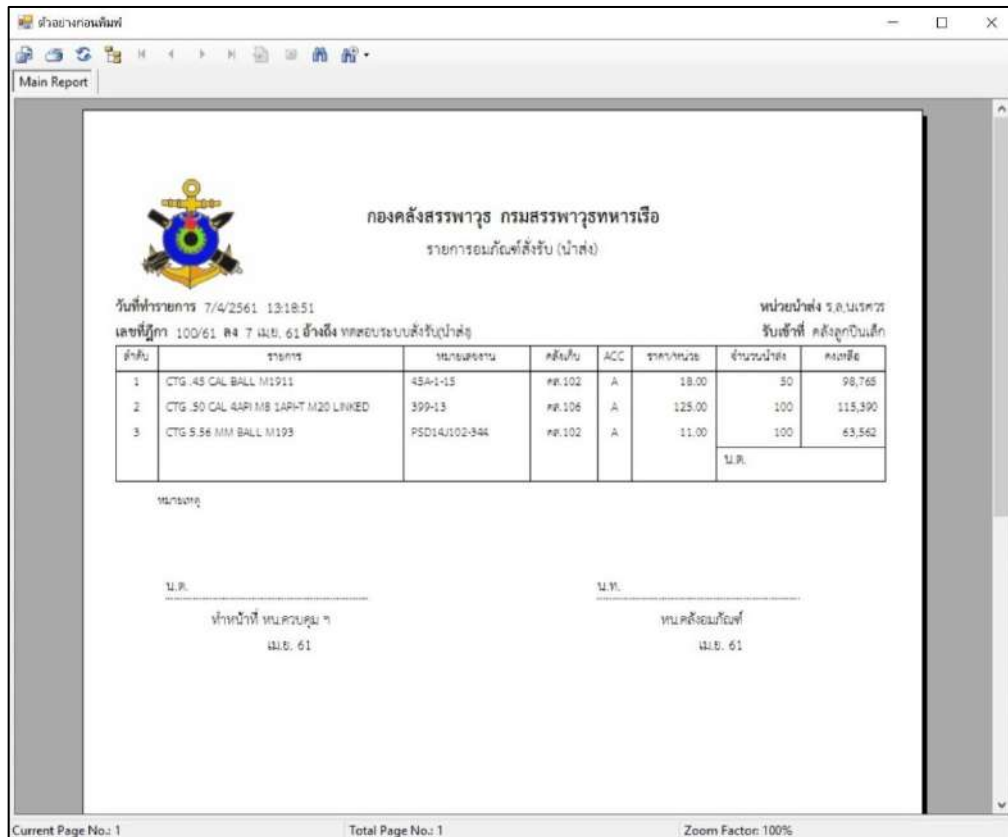 ตัวอย่างก่อนพิมพ์
Main Report
กองคลังสรรพาวุธ กรมสรรพาวุธทหารเรือ
รายการอมภัณฑ์สั่งรับ (นำส่ง)
วันที่ทำรายการ 7/4/2561 13:18:51 หน่วยนำส่ง ร.ล.นเรศวร
เลขที่ฎีกา 100/61 ลง 7 เม.ย. 61 อ้างถึง ทดสอบระบบสั่งรับ(นำส่ง) รับเข้าที่ คลังลูกปืนเล็ก
ลำดับ รายการ หมายเลขงาน คลังเก็บ ACC ราคา/หน่วย จำนวนนำส่ง คงเหลือ
1 CTG .45 CAL BALL M1911 45A-1-15 คส.102 A 18.00 50 98,765
2 CTG .50 CAL 4API M8 1API-T M20 LINKED 399-13 คส.106 A 125.00 100 115,390
3 CTG 5.56 MM BALL M193 PSD14J102-344 คส.102 A 11.00 100 63,562
น.ต.
หมายเหตุ
น.ต. น.ท.
ทำหน้าที่ หน.ควบคุม ฯ หน.คลังอมภัณฑ์
เม.ย. 61 เม.ย. 61
Current Page No.: 1 Total Page No.: 1 Zoom Factor: 100%